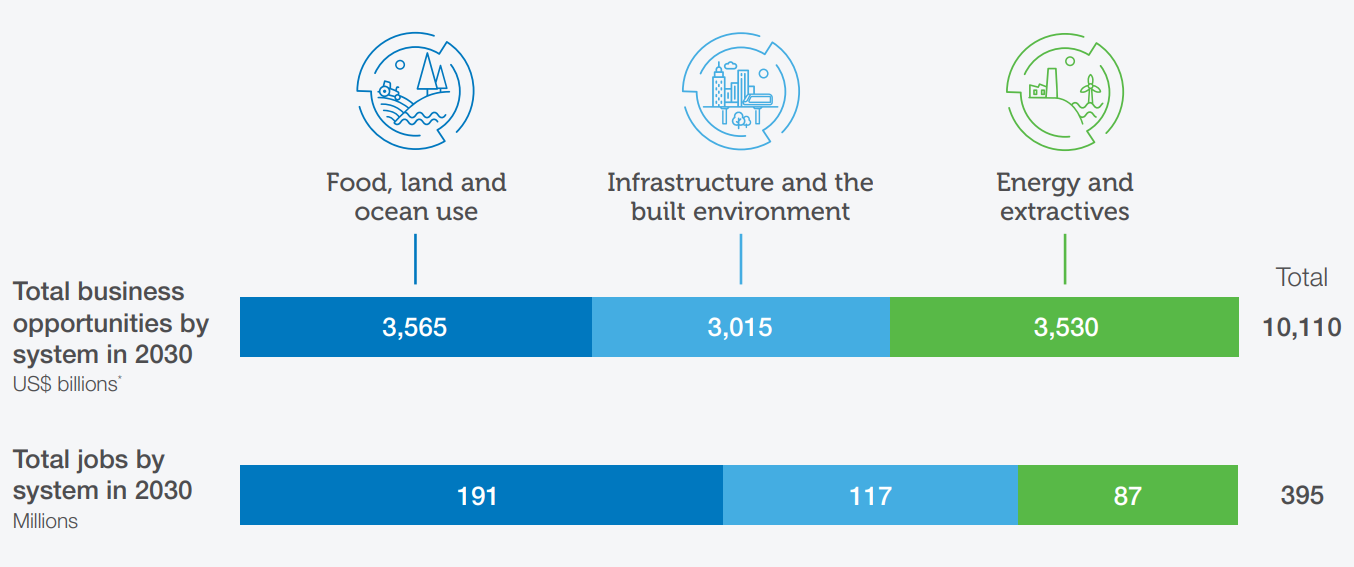 Food, land and
ocean use
Infrastructure and the
built environment
Energy and
extractives
Total business
opportunities by
system in 2030
US$ billions*
3,565
3,015
3,530
Total
10,110
Total jobs by
system in 2030
Millions
191
117
87
395